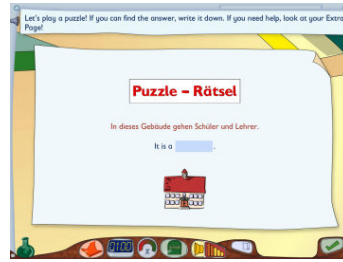 Let's play a puzzle! If you can find the answer, write it down. If you need help, look at your Extra
Page!
Puzzle – Rätsel
In dieses Gebäude gehen Schüler und Lehrer.
It is a .